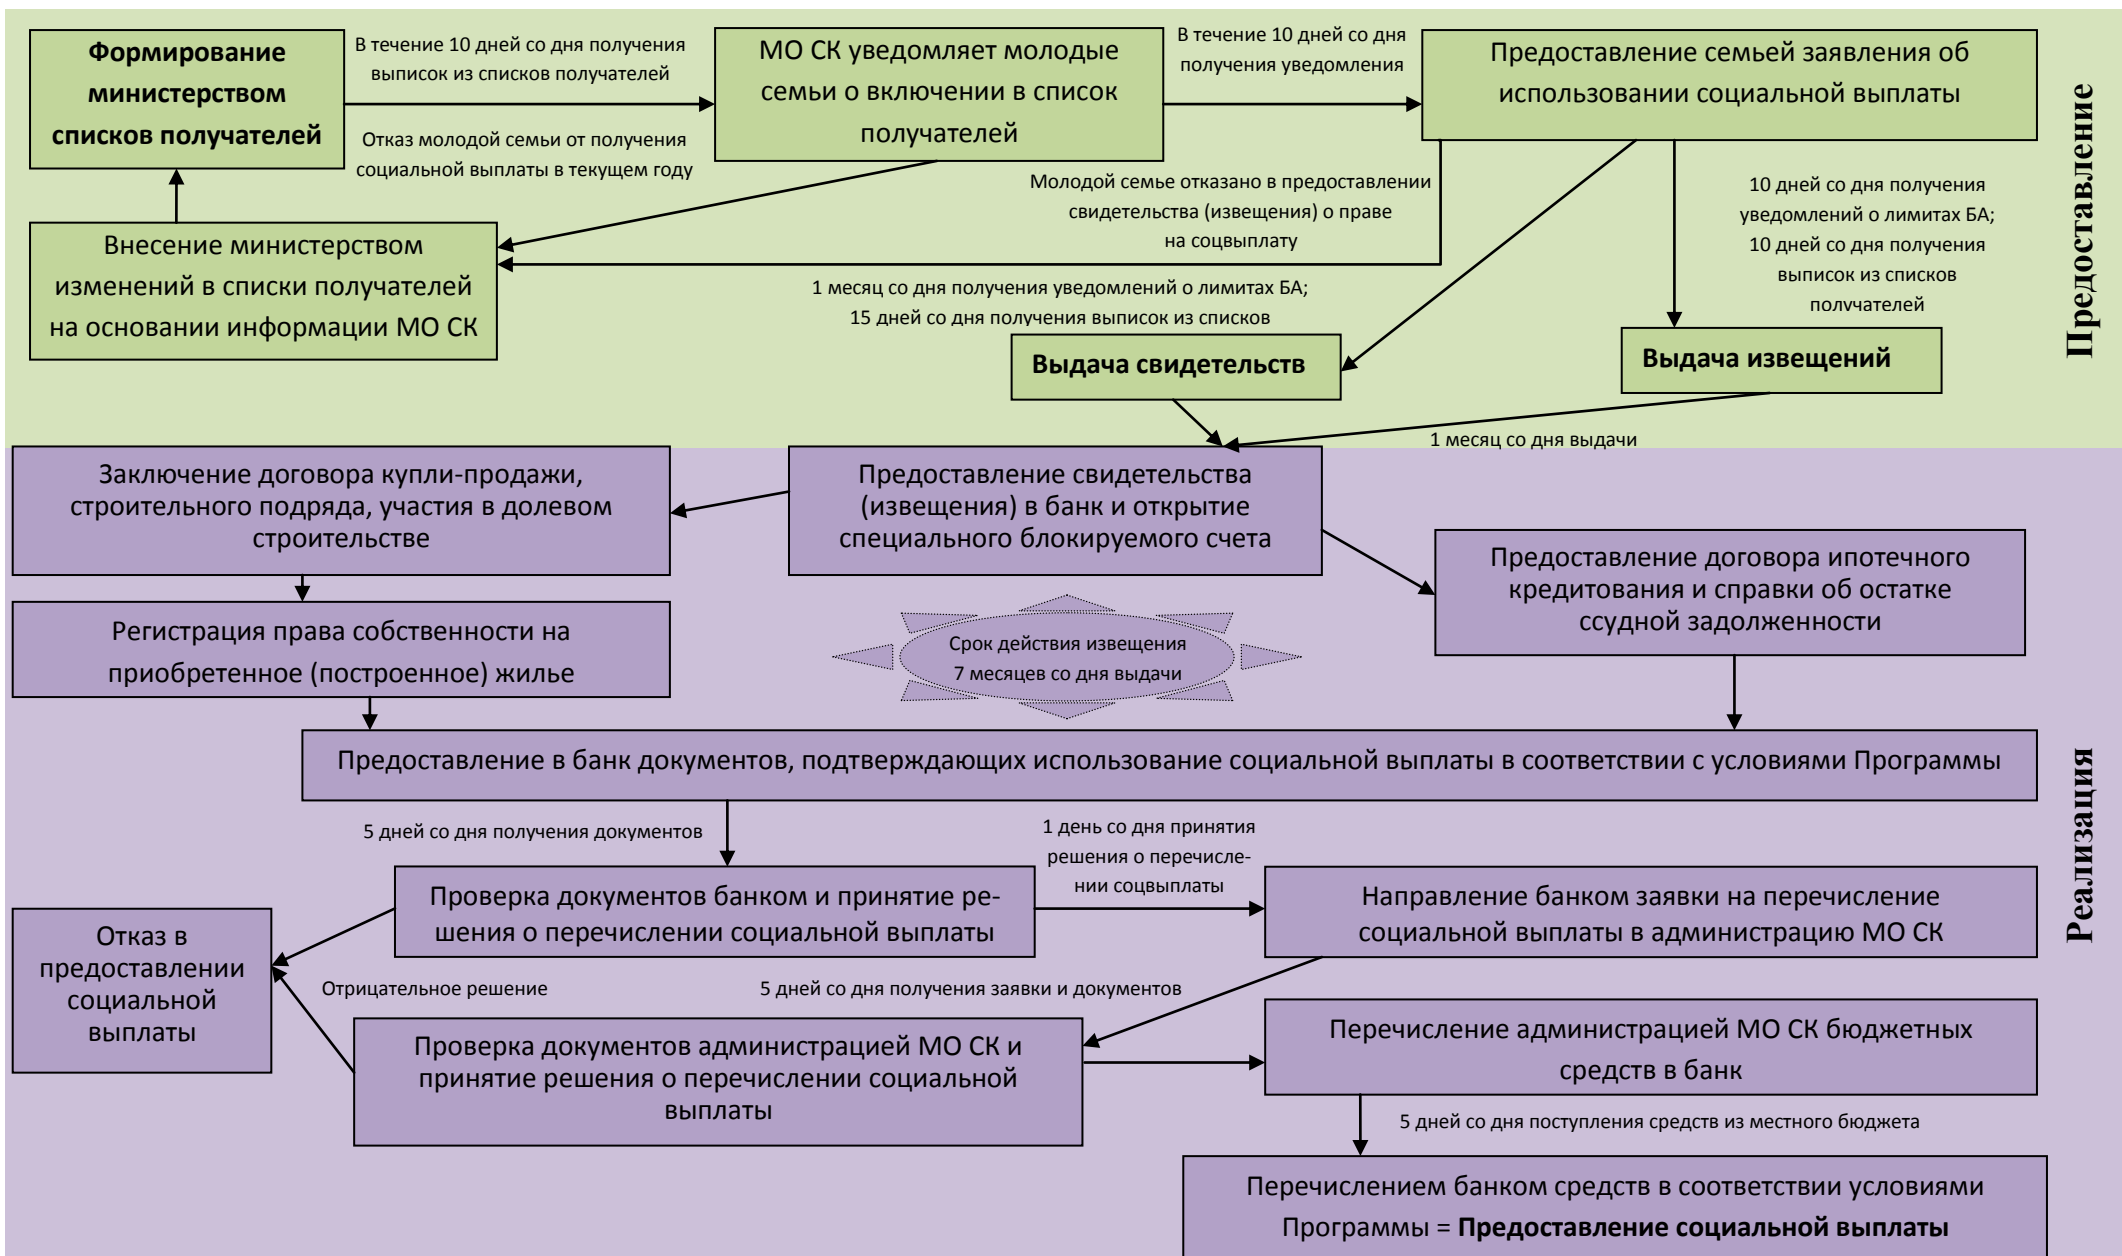 Формирование
министерством
списков получателей
В течение 10 дней со дня получения
выписок из списков получателей
МО СК уведомляет молодые
семьи о включении в список
получателей
В течение 10 дней со дня
получения уведомления
Предоставление семьей заявления об
использовании социальной выплаты
Предоставление
Отказ молодой семьи от получения
социальной выплаты в текущем году
Молодой семье отказано в предоставлении
свидетельства (извещения) о праве
на соцвыплату
10 дней со дня получения
уведомлений о лимитах БА;
10 дней со дня получения
выписок из списков
получателей
Внесение министерством
изменений в списки получателей
на основании информации МО СК
1 месяц со дня получения уведомлений о лимитах БА;
15 дней со дня получения выписок из списков
Выдача свидетельств
Выдача извещений
1 месяц со дня выдачи
Заключение договора купли-продажи,
строительного подряда, участия в долевом
строительстве
Предоставление свидетельства
(извещения) в банк и открытие
специального блокируемого счета
Предоставление договора ипотечного
кредитования и справки об остатке
ссудной задолженности
Регистрация права собственности на
приобретенное (построенное) жилье
Срок действия извещения
7 месяцев со дня выдачи
Предоставление в банк документов, подтверждающих использование социальной выплаты в соответствии с условиями Программы
Реализация
5 дней со дня получения документов
1 день со дня принятия
решения о перечисле-
нии соцвыплаты
Проверка документов банком и принятие ре-
шения о перечислении социальной выплаты
Направление банком заявки на перечисление
социальной выплаты в администрацию МО СК
Отказ в
предоставлении
социальной
выплаты
Отрицательное решение
5 дней со дня получения заявки и документов
Проверка документов администрацией МО СК и
принятие решения о перечислении социальной
выплаты
Перечисление администрацией МО СК бюджетных
средств в банк
5 дней со дня поступления средств из местного бюджета
Перечислением банком средств в соответствии условиями
Программы = Предоставление социальной выплаты